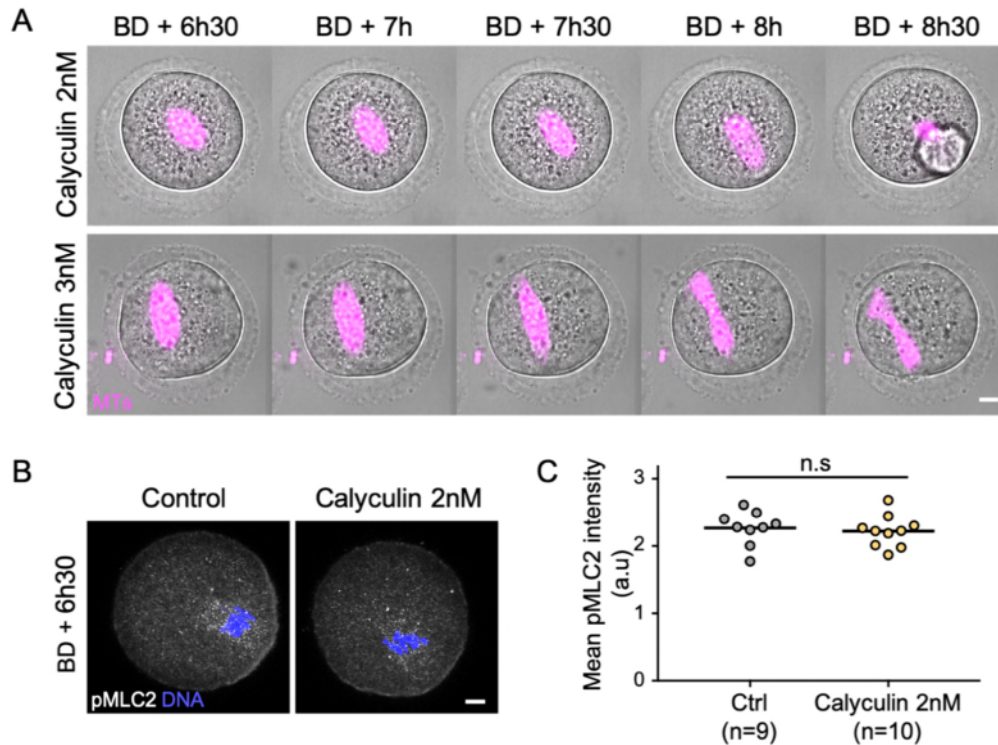 A
BD + 6h30 BD + 7h BD + 7h30 BD + 8h BD + 8h30
Calyculin 2nM
Calyculin 3nM
MTs
B
Control Calyculin 2nM
BD + 6h30
pMLC2 DNA
C
n.s
3
2
1
0
Mean pMLC2 intensity
(a.u)
Ctrl Calyculin 2nM
(n=9) (n=10)